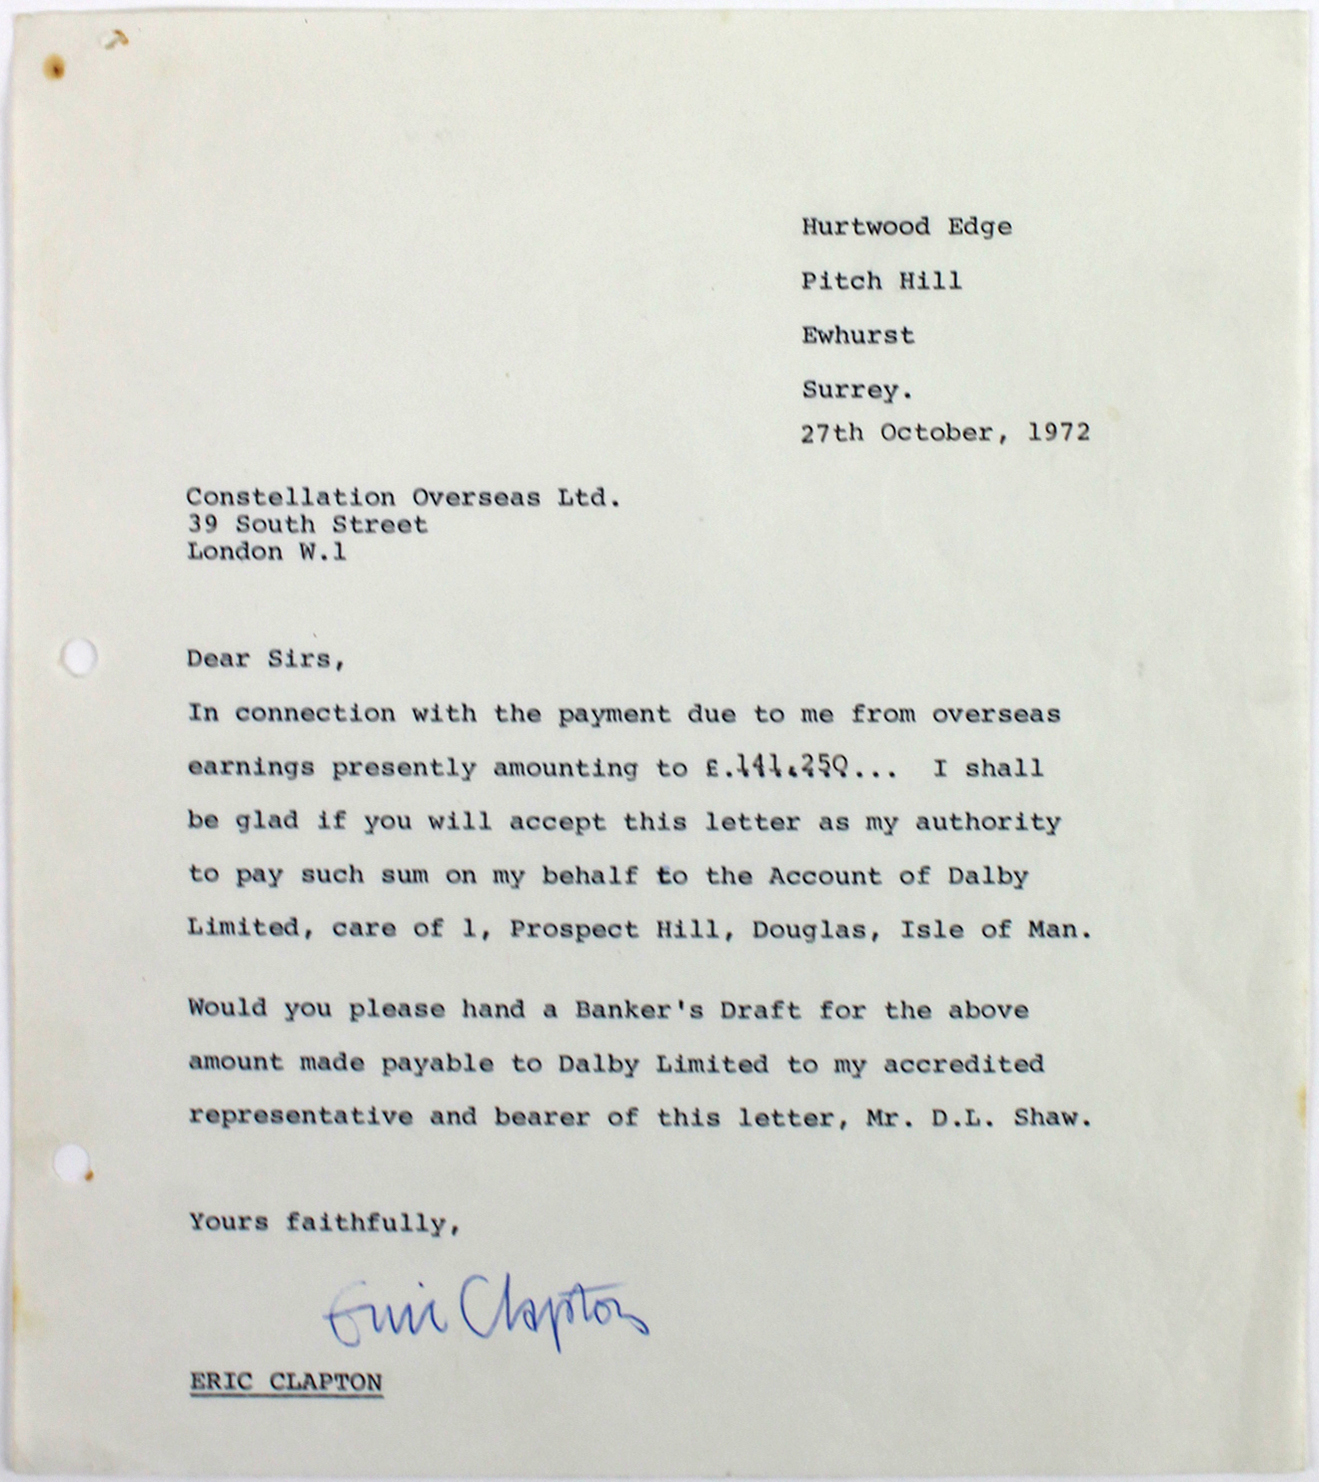 Hurtwood Edge
Pitch Hill
Ewhurst
Surrey.
27th October, 1972
Constellation Overseas Ltd.
39 South Street
London W.1
Dear Sirs,
In connection with the payment due to me from overseas
earnings presently amounting to £.141,250... I shall
be glad if you will accept this letter as my authority
to pay such sum on my behalf to the Account of Dalby
Limited, care of 1, Prospect Hill, Douglas, Isle of Man.
Would you please hand a Banker's Draft for the above
amount made payable to Dalby Limited to my accredited
representative and bearer of this letter, Mr. D.L. Shaw.
Yours faithfully,
Eric Clapton
ERIC CLAPTON